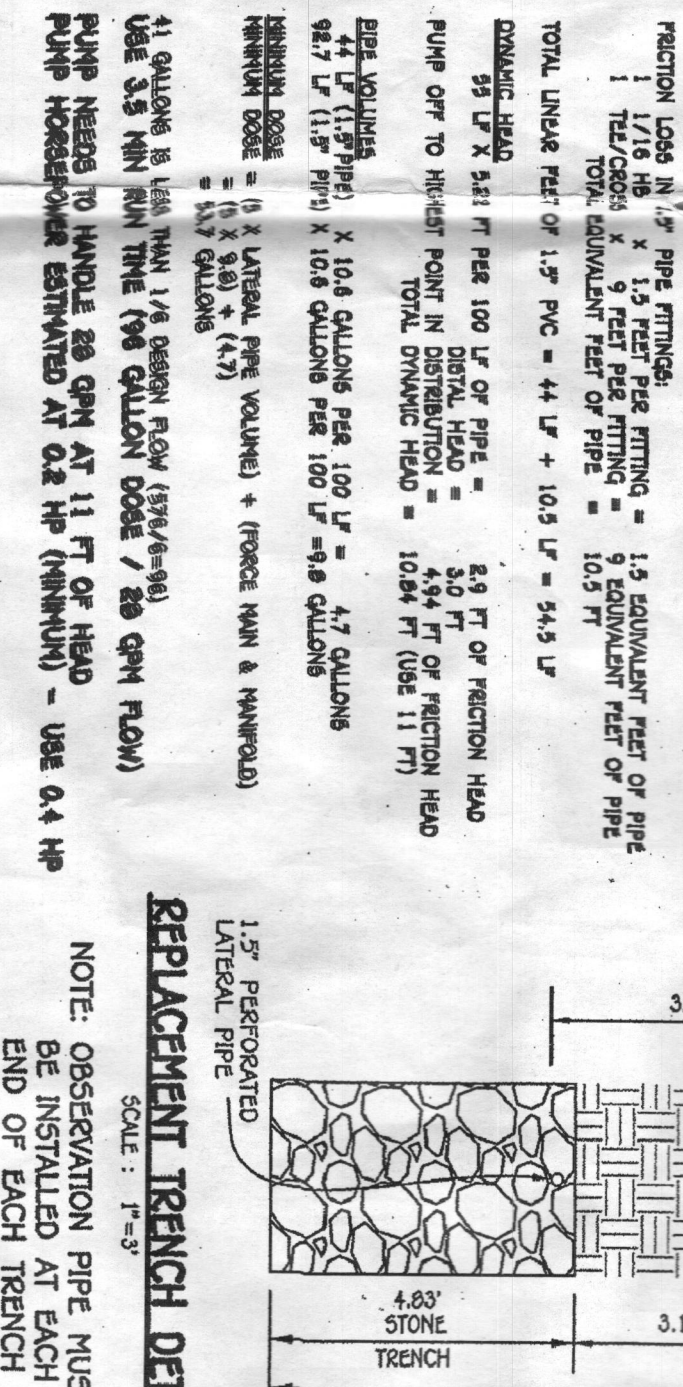 FRICTION LOSS IN 1.5" PIPE FITTINGS:
1 1/16 HB X 1.5 FEET PER FITTING = 1.5 EQUIVALENT FEET OF PIPE
1 TEE/CROSS X 9 FEET PER FITTING = 9 EQUIVALENT FEET OF PIPE
TOTAL EQUIVALENT FEET OF PIPE = 10.5 FT
TOTAL LINEAR FEET OF 1.5" PVC = 44 LF + 10.5 LF = 54.5 LF
DYNAMIC HEAD
55 LF X 5.22 FT PER 100 LF OF PIPE = 2.9 FT OF FRICTION HEAD
DISTAL HEAD = 3.0 FT
PUMP OFF TO HIGHEST POINT IN DISTRIBUTION = 4.94 FT OF FRICTION HEAD
TOTAL DYNAMIC HEAD = 10.84 FT (USE 11 FT)
PIPE VOLUMES
44 LF (1.5" PIPE) X 10.6 GALLONS PER 100 LF = 4.7 GALLONS
92.7 LF (1.5" PIPE) X 10.6 GALLONS PER 100 LF =9.8 GALLONS
MINIMUM DOSE
MINIMUM DOSE = (5 X LATERAL PIPE VOLUME) + (FORCE MAIN & MANIFOLD)
= (5 X 9.8) + (4.7)
= 53.7 GALLONS
41 GALLONS IS LESS THAN 1/6 DESIGN FLOW (576/6=96)
USE 3.5 MIN RUN TIME (96 GALLON DOSE / 28 GPM FLOW)
PUMP NEEDS TO HANDLE 28 GPM AT 11 FT OF HEAD
PUMP HORSEPOWER ESTIMATED AT 0.2 HP (MINIMUM) - USE 0.4 HP
3.
1.5" PERFORATED
LATERAL PIPE
4.83'
STONE
TRENCH
3.1
REPLACEMENT TRENCH DET
SCALE : 1"=3'
NOTE: OBSERVATION PIPE MUS
BE INSTALLED AT EACH
END OF EACH TRENCH